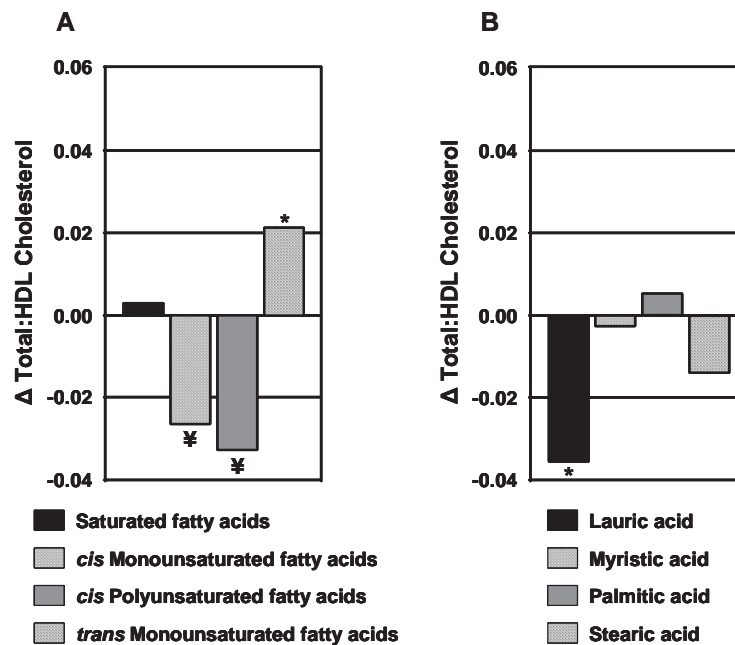 A
0.06
0.04
0.02
0.00
-0.02
-0.04
Δ Total:HDL Cholesterol
*
¥
¥
Saturated fatty acids
cis Monounsaturated fatty acids
cis Polyunsaturated fatty acids
trans Monounsaturated fatty acids
B
0.06
0.04
0.02
0.00
-0.02
-0.04
Δ Total:HDL Cholesterol
*
Lauric acid
Myristic acid
Palmitic acid
Stearic acid